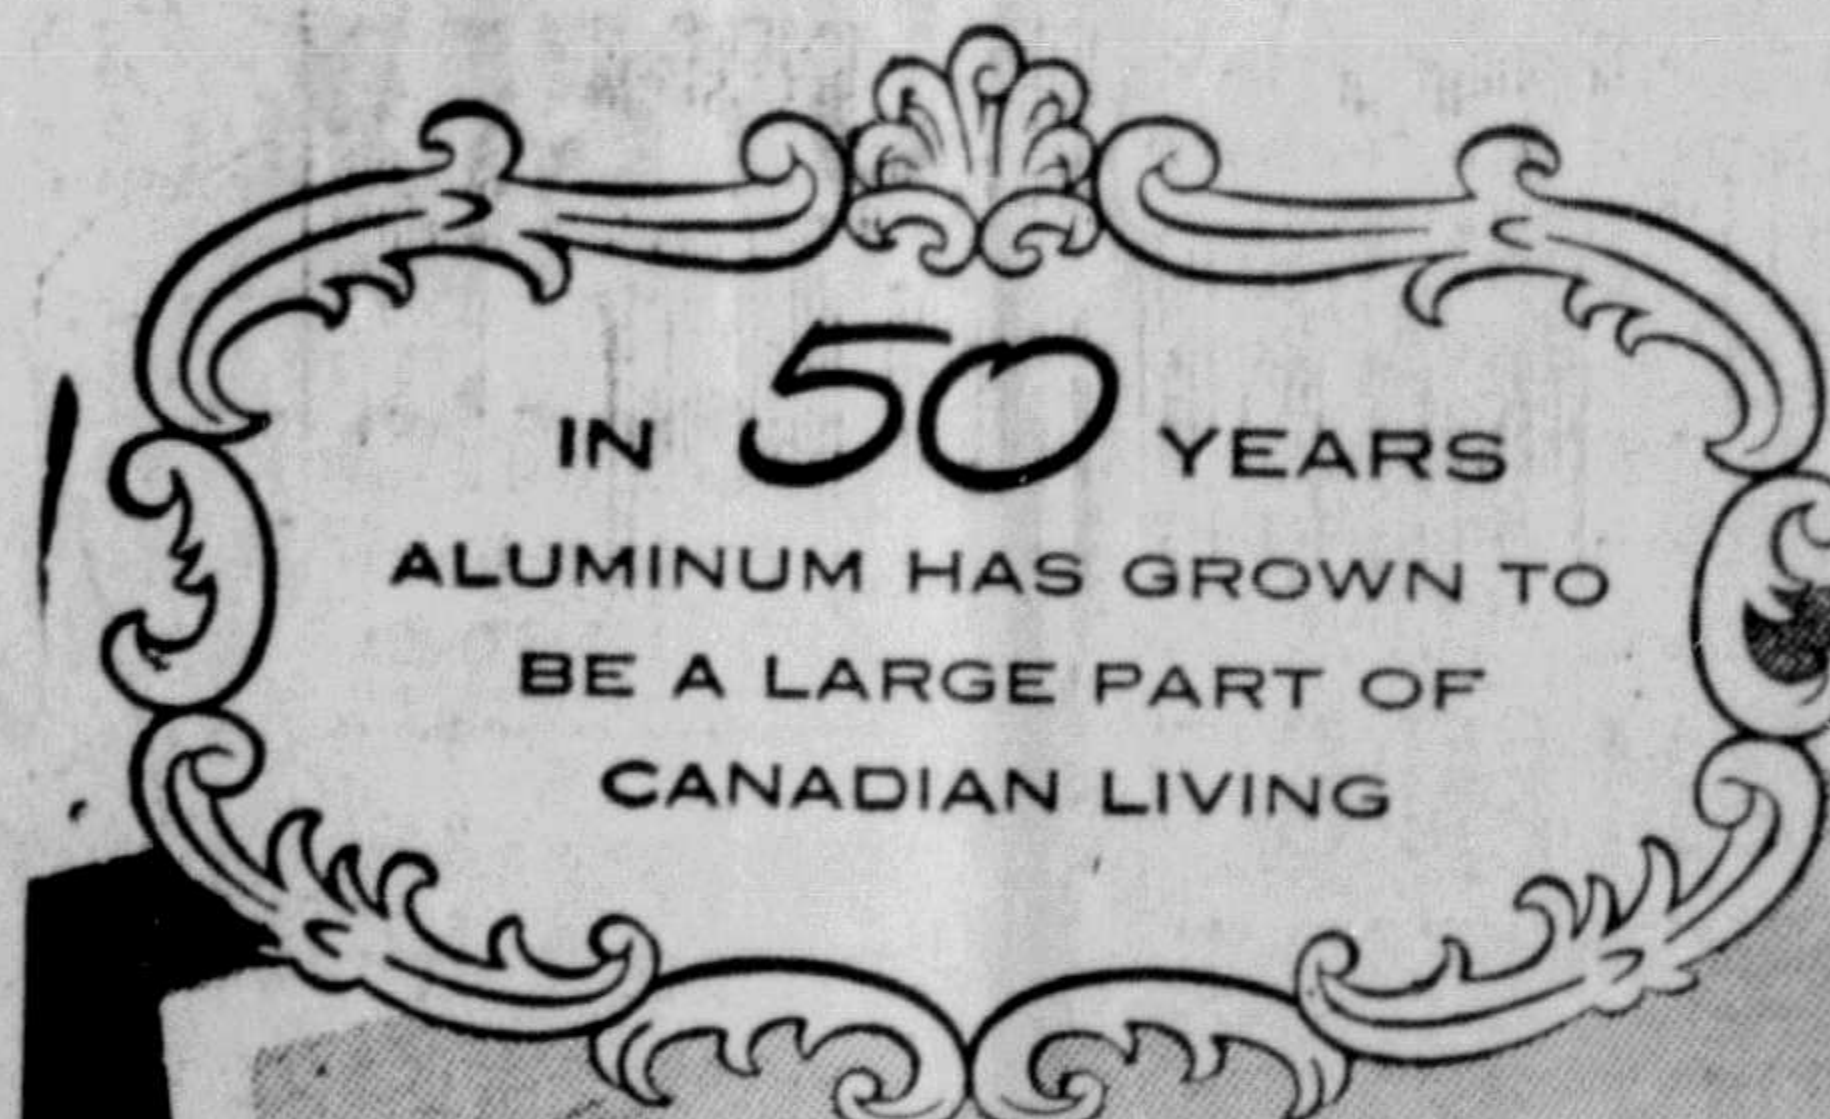 IN 50 YEARS
ALUMINUM HAS GROWN TO
BE A LARGE PART OF
CANADIAN LIVING